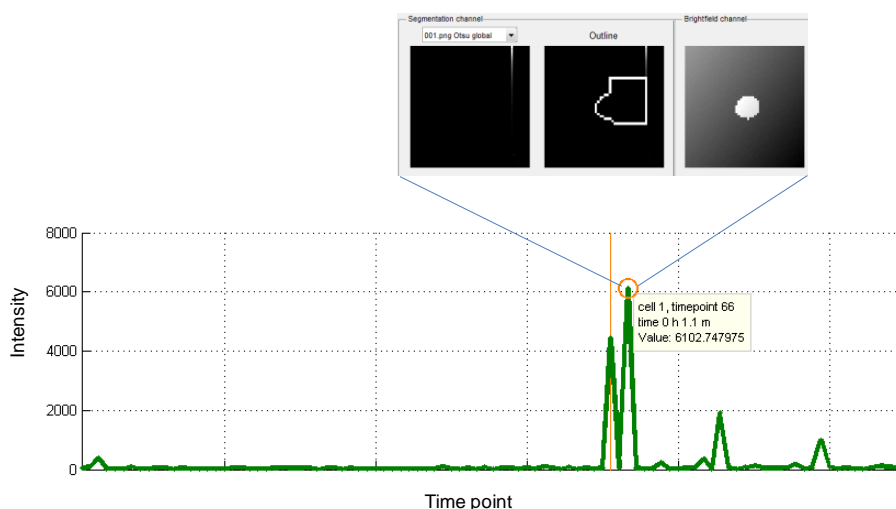 Segmentation channel
Brightfield channel
001.png Otsu global
Outline
8000
6000
4000
2000
0
Intensity
cell 1, timepoint 66
time 0 h 1.1 m
Value: 6102.747975
Time point